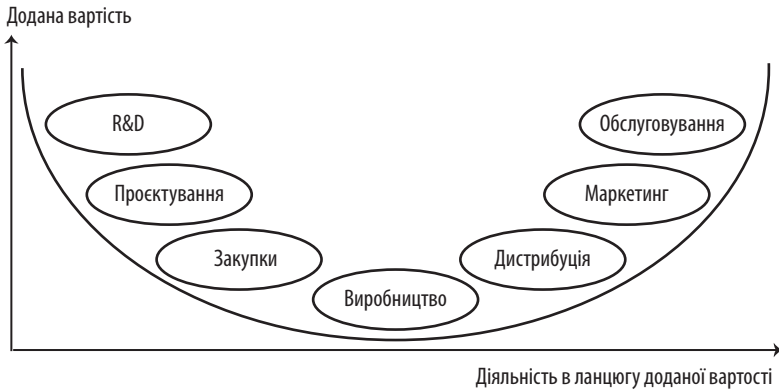 Додана вартість
R&D
Обслуговування
Проєктування
Маркетинг
Закупки
Дистрибуція
Виробництво
Діяльність в ланцюгу доданої вартості